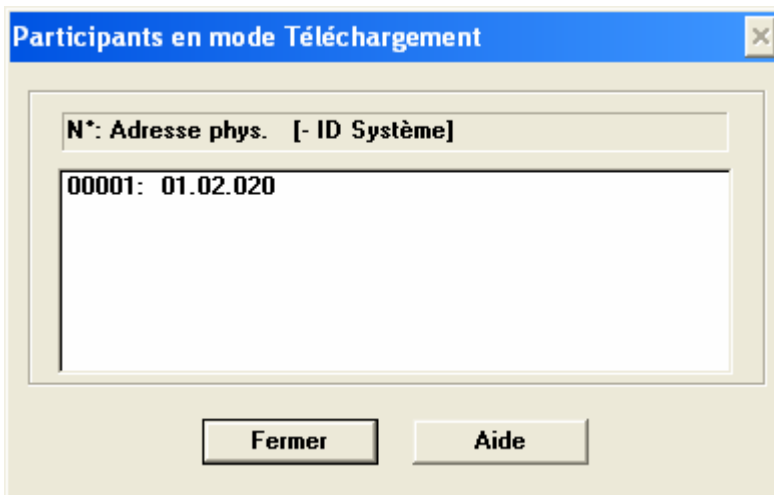 Participants en mode Téléchargement
N°: Adresse phys. [- ID Système]
00001: 01.02.020
Fermer
Aide